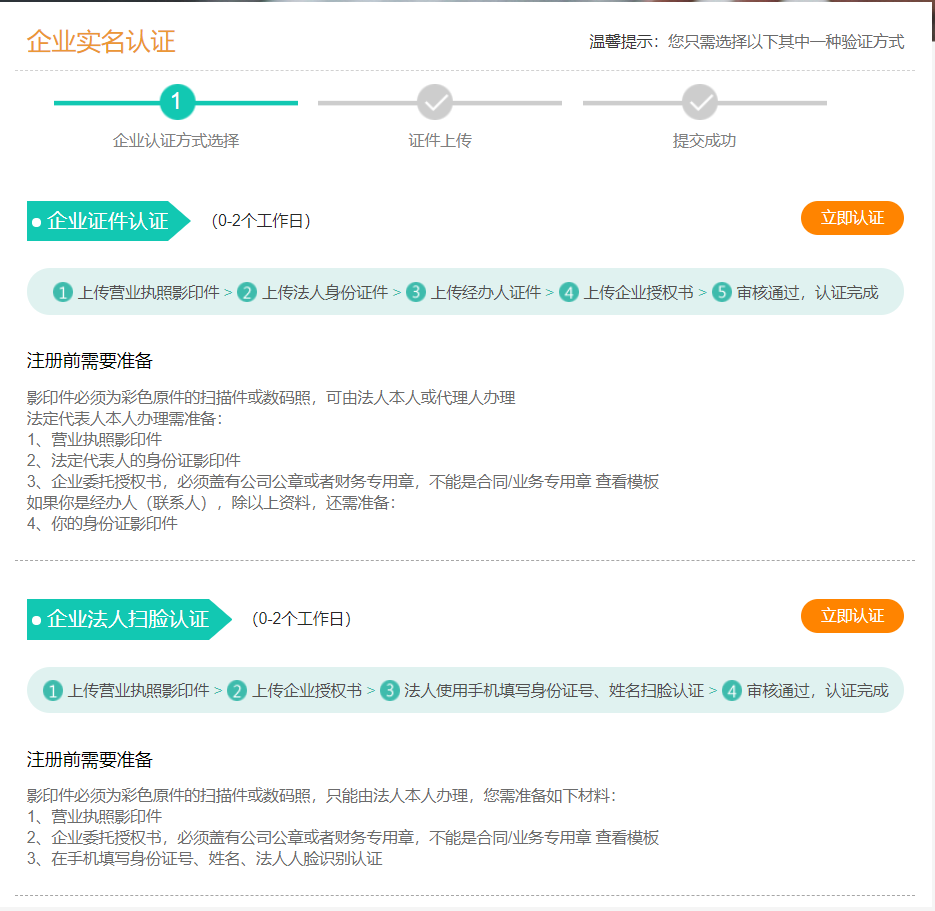 企业实名认证
温馨提示：您只需选择以下其中一种验证方式
1
企业认证方式选择
证件上传
提交成功
企业证件认证
（0-2个工作日）
立即认证
1 上传营业执照影印件 > 2 上传法人身份证件 > 3 上传经办人证件 > 4 上传企业授权书 > 5 审核通过，认证完成
注册前需要准备
影印件必须为彩色原件的扫描件或数码照，可由法人本人或代理人办理
法定代表人本人办理需准备：
1、营业执照影印件
2、法定代表人的身份证影印件
3、企业委托授权书，必须盖有公司公章或者财务专用章，不能是合同/业务专用章 查看模板
如果你是经办人（联系人），除以上资料，还需准备：
4、你的身份证影印件
企业法人扫脸认证
（0-2个工作日）
立即认证
1 上传营业执照影印件 > 2 上传企业授权书 > 3 法人使用手机填写身份证号、姓名扫脸认证 > 4 审核通过，认证完成
注册前需要准备
影印件必须为彩色原件的扫描件或数码照，只能由法人本人办理，您需准备如下材料：
1、营业执照影印件
2、企业委托授权书，必须盖有公司公章或者财务专用章，不能是合同/业务专用章 查看模板
3、在手机填写身份证号、姓名、法人人脸识别认证